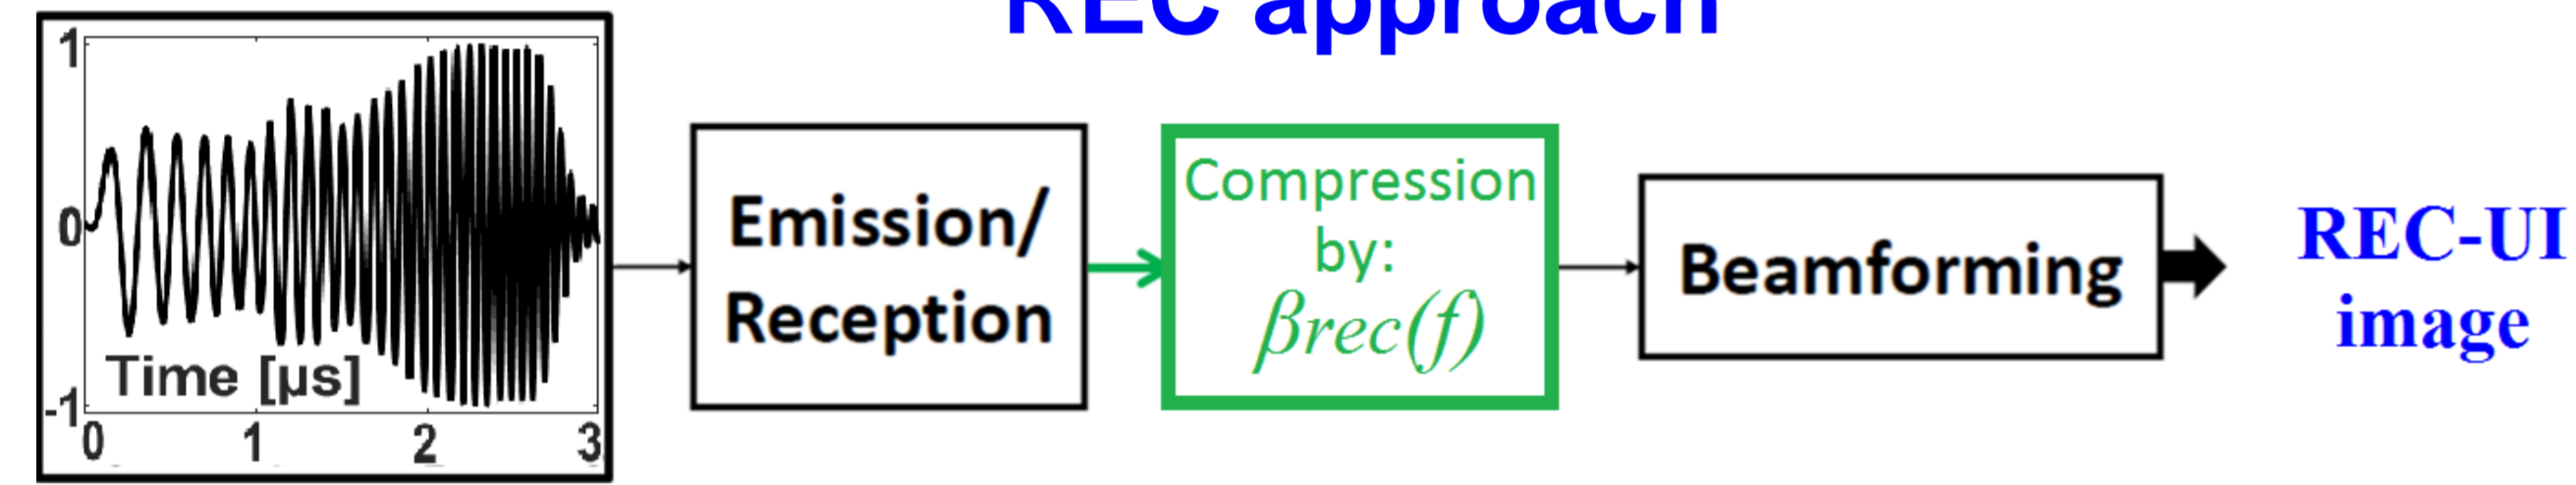 REC approach
1
0
-1
Time [µs]
0 1 2 3
Emission/
Reception
Compression
by:
βrec(f)
Beamforming
REC-UI
image